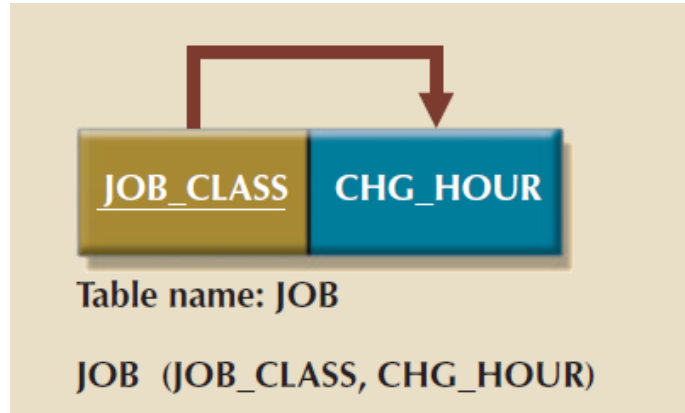 JOB_CLASS CHG_HOUR
Table name: JOB
JOB (JOB_CLASS, CHG_HOUR)